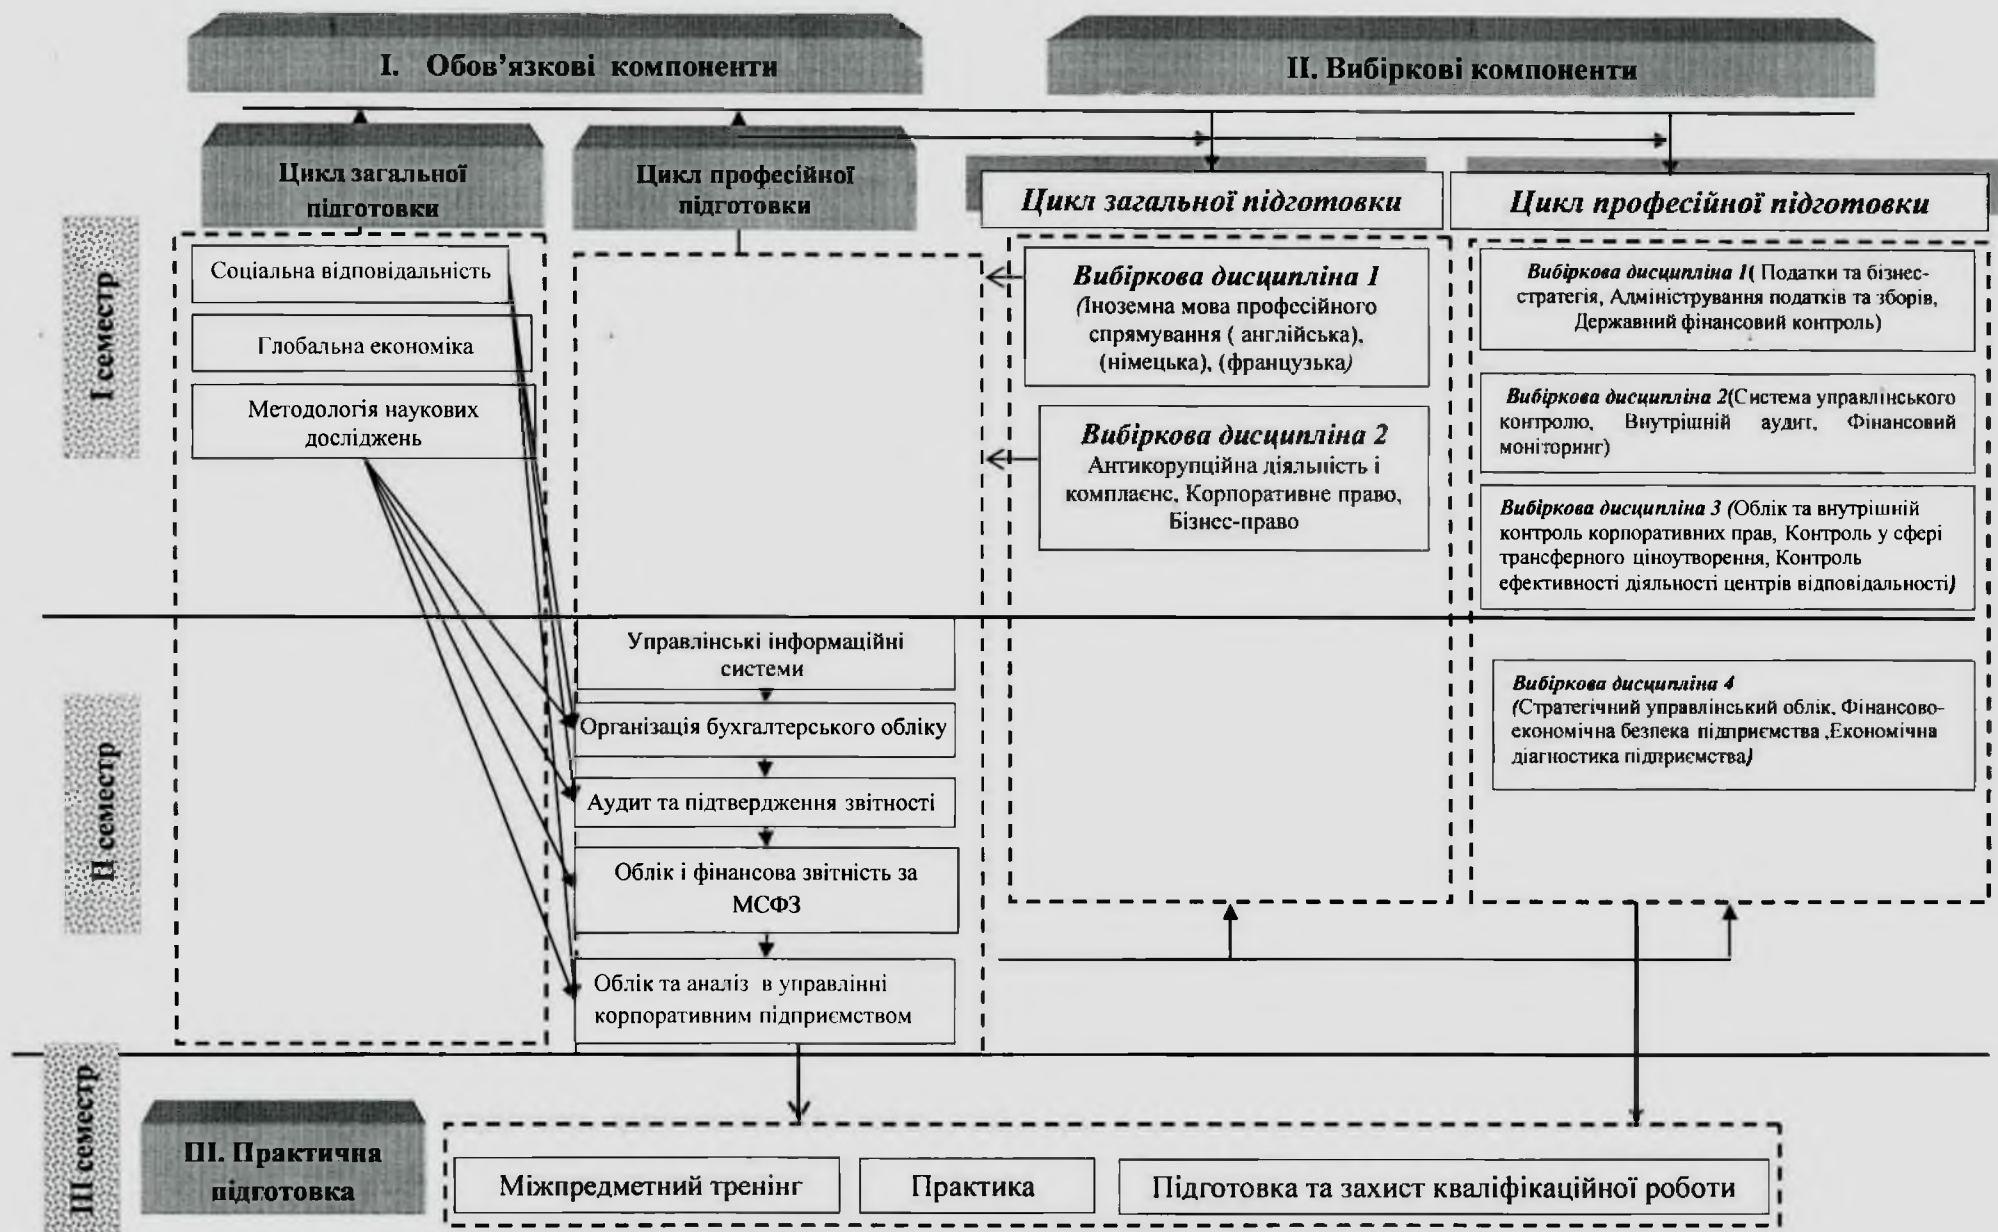 I. Обов’язкові компоненти
II. Вибіркові компоненти
Цикл загальної
підготовки
Цикл професійної
підготовки
Цикл загальної підготовки
Цикл професійної підготовки
I семестр
Соціальна відповідальність
Глобальна економіка
Методологія наукових
досліджень
Вибіркова дисципліна 1
(Іноземна мова професійного
спрямування ( англійська),
(німецька), (французька)
Вибіркова дисципліна 2
Антикорупційна діяльність і
комплаєнс, Корпоративне право,
Бізнес-право
Вибіркова дисципліна 1( Податки та бізнес-
стратегія, Адміністрування податків та зборів,
Державний фінансовий контроль)
Вибіркова дисципліна 2(Система управлінського
контролю, Внутрішній аудит, Фінансовий
моніторинг)
Вибіркова дисципліна 3 (Облік та внутрішній
контроль корпоративних прав, Контроль у сфері
трансферного ціноутворення, Контроль
ефективності діяльності центрів відповідальності)
II семестр
Управлінські інформаційні
системи
Організація бухгалтерського обліку
Аудит та підтвердження звітності
Облік і фінансова звітність за
МСФЗ
Облік та аналіз в управлінні
корпоративним підприємством
Вибіркова дисципліна 4
(Стратегічний управлінський облік, Фінансово-
економічна безпека підприємства ,Економічна
діагностика підприємства)
III семестр
III. Практична
підготовка
Міжпредметний тренінг
Практика
Підготовка та захист кваліфікаційної роботи